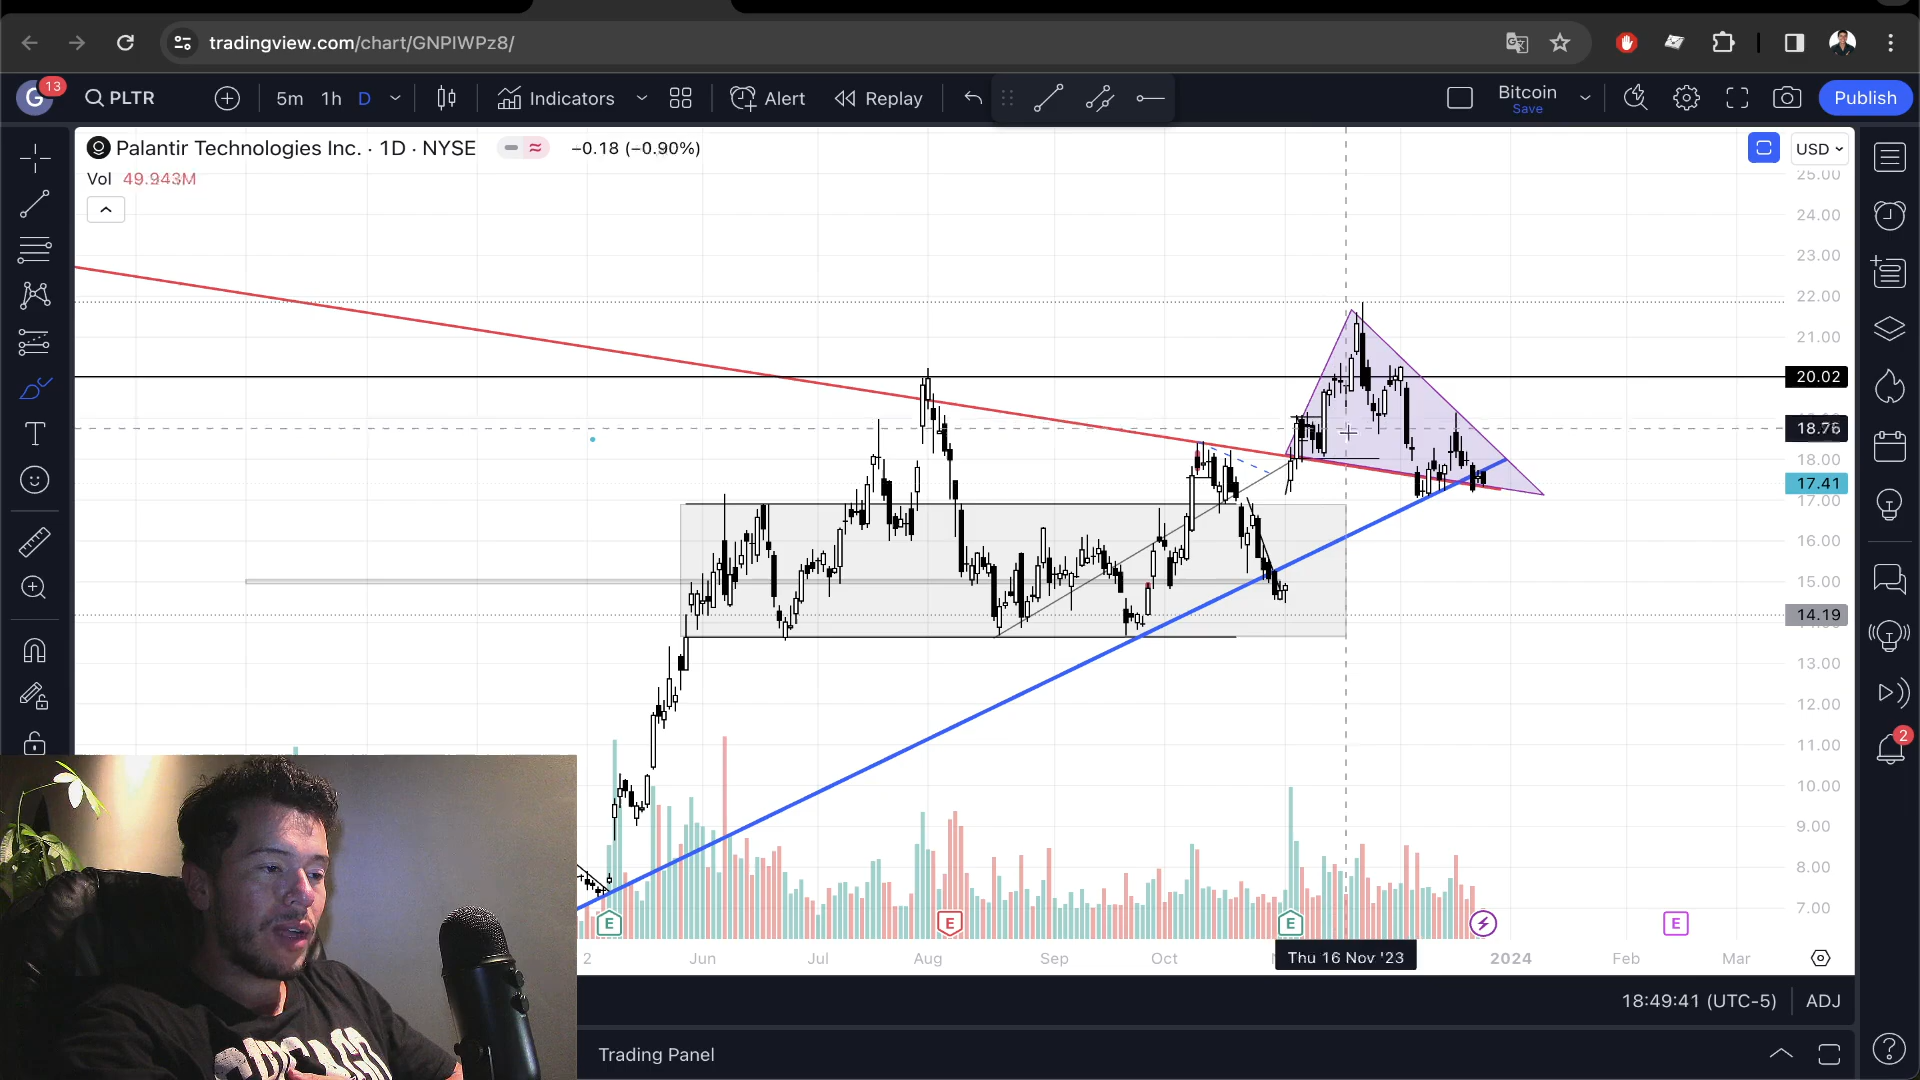 tradingview.com/chart/GNPIWPz8/
G 13 PLTR 5m 1h D Indicators Alert Replay Bitcoin Save Publish
Palantir Technologies Inc. · 1D · NYSE −0.18 (−0.90%) USD
Vol 49.943M
25.00
24.00
23.00
22.00
21.00
20.02
18.76
18.00
17.41
17.00
16.00
15.00
14.19
13.00
12.00
11.00
10.00
9.00
8.00
7.00
2
E E E E
2 Jun Jul Aug Sep Oct Thu 16 Nov '23 2024 Feb Mar
18:49:41 (UTC-5) ADJ
Trading Panel
CHICAGO